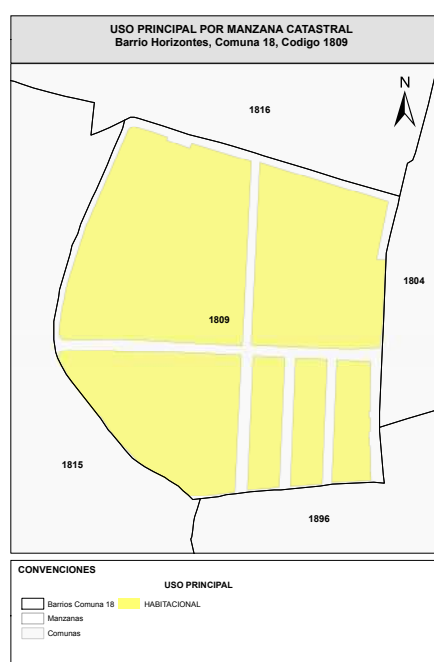 USO PRINCIPAL POR MANZANA CATASTRAL
Barrio Horizontes, Comuna 18, Codigo 1809
N
1816
1804
1809
1815
1896
CONVENCIONES
USO PRINCIPAL
Barrios Comuna 18 HABITACIONAL
Manzanas
Comunas